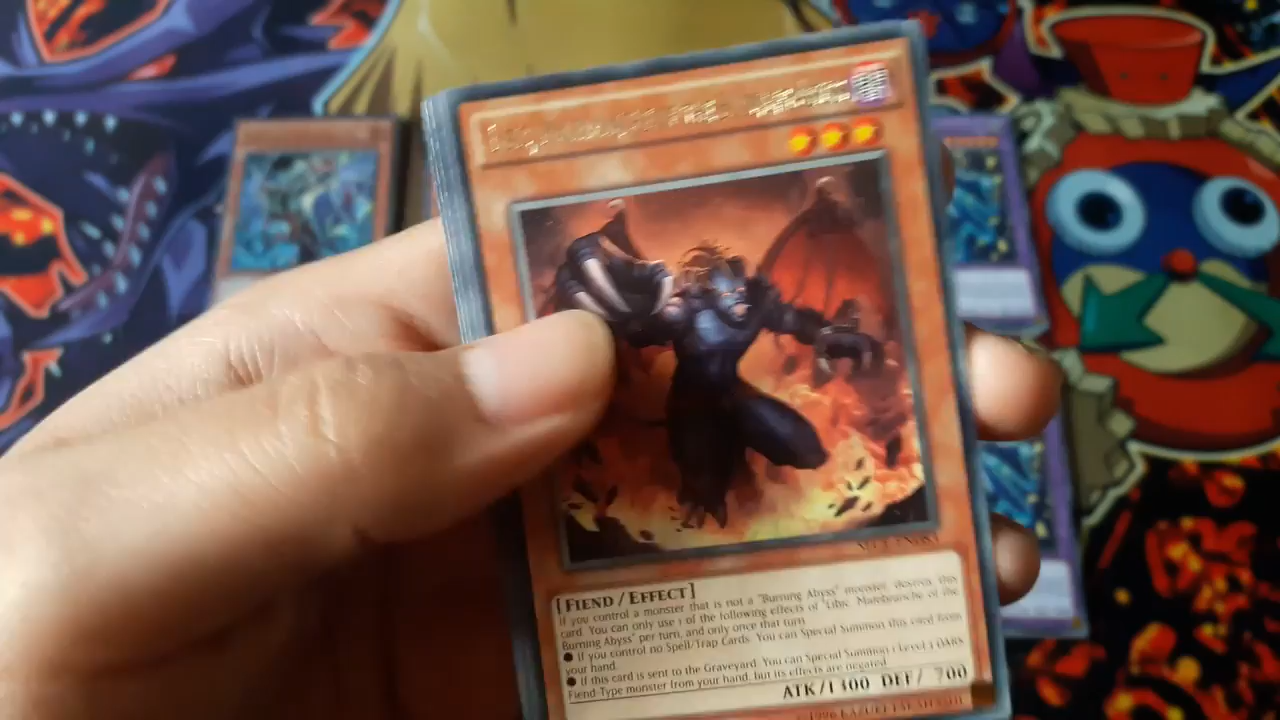 [FIEND / EFFECT]
If you control a monster that is not a "Burning Abyss" monster, destroy this
card. You can only use 1 of the following effects of "Libic, Malebranche of the
Burning Abyss" per turn, and only once that turn.
● If you control no Spell/Trap Cards: You can Special Summon this card from
your hand.
● If this card is sent to the Graveyard: You can Special Summon 1 Level 3 DARK
Fiend-Type monster from your hand, but its effects are negated.
ATK/1300 DEF/ 700